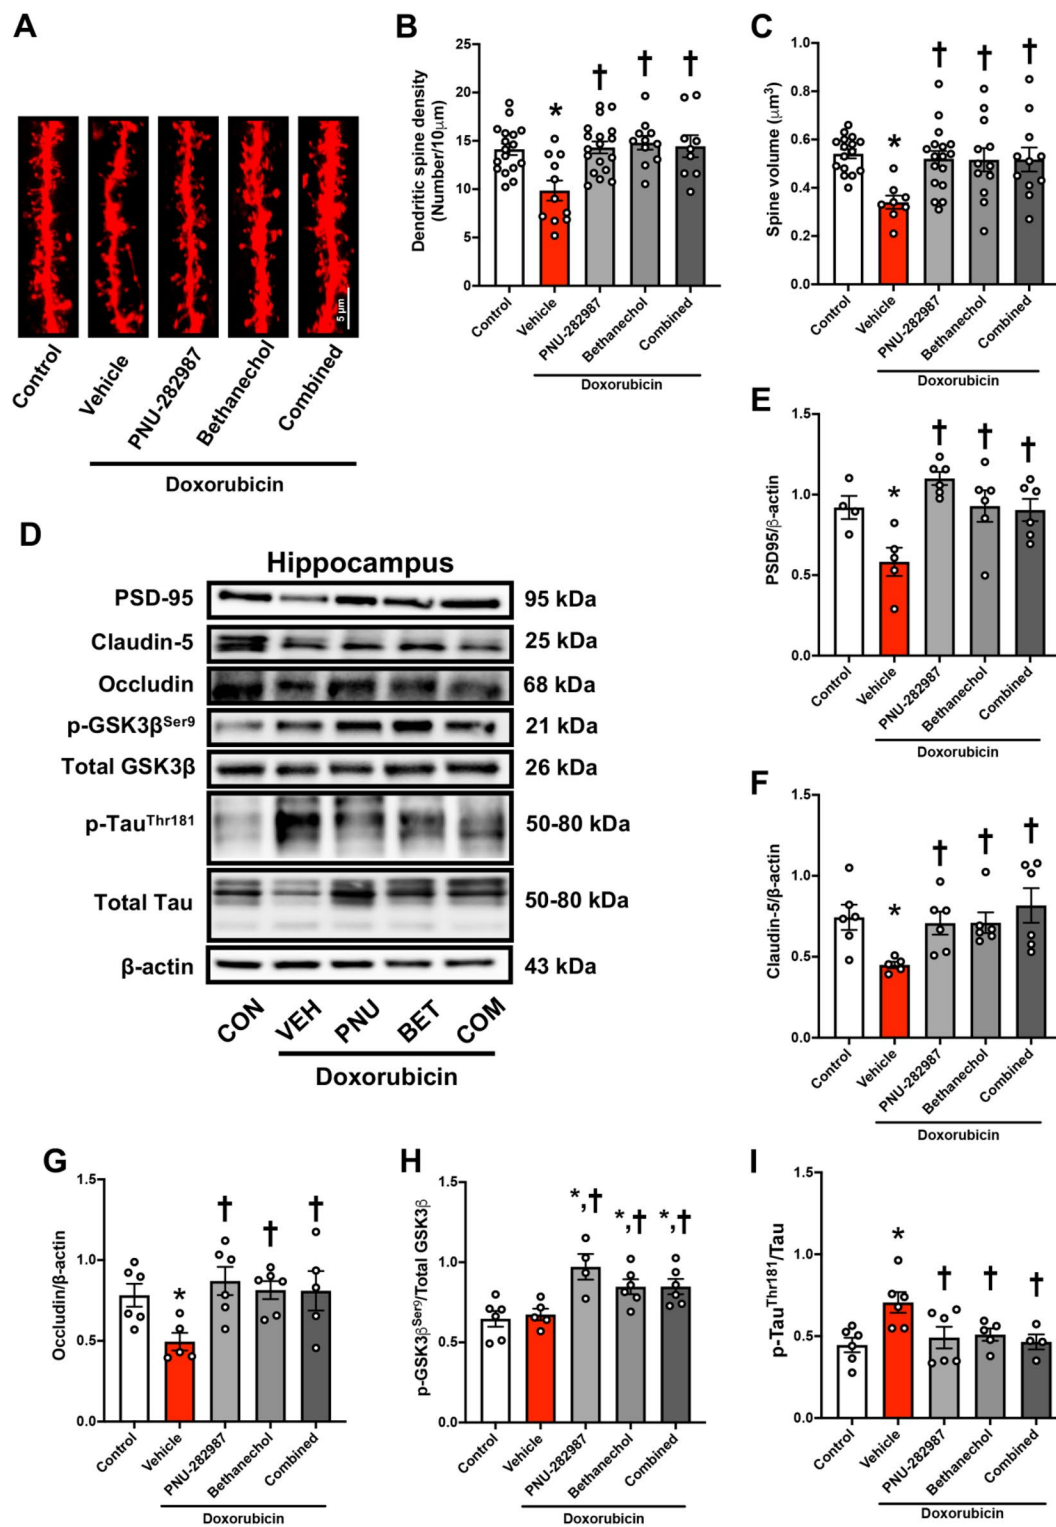 A
Control
Vehicle
PNU-282987
Bethanechol
Combined
5 μm
Doxorubicin
B
Dendritic spine density
(Number/10μm)
25
20
15
10
5
0
*
†
†
†
Control
Vehicle
PNU-282987
Bethanechol
Combined
Doxorubicin
C
Spine volume (μm³)
1.0
0.8
0.6
0.4
0.2
0.0
*
†
†
†
Control
Vehicle
PNU-282987
Bethanechol
Combined
Doxorubicin
D
Hippocampus
PSD-95 95 kDa
Claudin-5 25 kDa
Occludin 68 kDa
p-GSK3β^Ser9 21 kDa
Total GSK3β 26 kDa
p-Tau^Thr181 50-80 kDa
Total Tau 50-80 kDa
β-actin 43 kDa
CON VEH PNU BET COM
Doxorubicin
E
PSD95/β-actin
1.5
1.0
0.5
0.0
*
†
†
†
Control
Vehicle
PNU-282987
Bethanechol
Combined
Doxorubicin
F
Claudin-5/β-actin
1.5
1.0
0.5
0.0
*
†
†
†
Control
Vehicle
PNU-282987
Bethanechol
Combined
Doxorubicin
G
Occludin/β-actin
1.5
1.0
0.5
0.0
*
†
†
†
Control
Vehicle
PNU-282987
Bethanechol
Combined
Doxorubicin
H
p-GSK3β^Ser9/Total GSK3β
1.5
1.0
0.5
0.0
*,†
*,†
*,†
Control
Vehicle
PNU-282987
Bethanechol
Combined
Doxorubicin
I
p-Tau^Thr181/Tau
1.5
1.0
0.5
0.0
*
†
†
†
Control
Vehicle
PNU-282987
Bethanechol
Combined
Doxorubicin